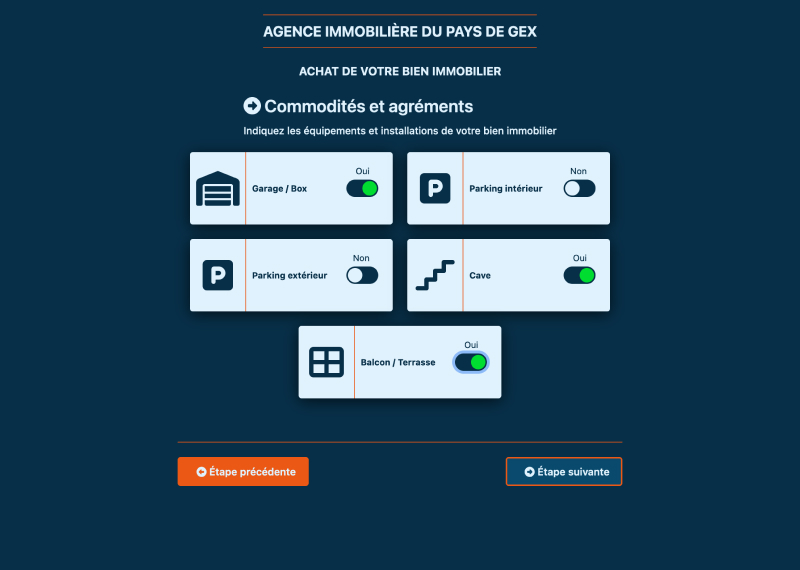 AGENCE IMMOBILIÈRE DU PAYS DE GEX
ACHAT DE VOTRE BIEN IMMOBILIER
Commodités et agréments
Indiquez les équipements et installations de votre bien immobilier
Garage / Box
Oui
P
Parking intérieur
Non
P
Parking extérieur
Non
Cave
Oui
Balcon / Terrasse
Oui
Étape précédente
Étape suivante